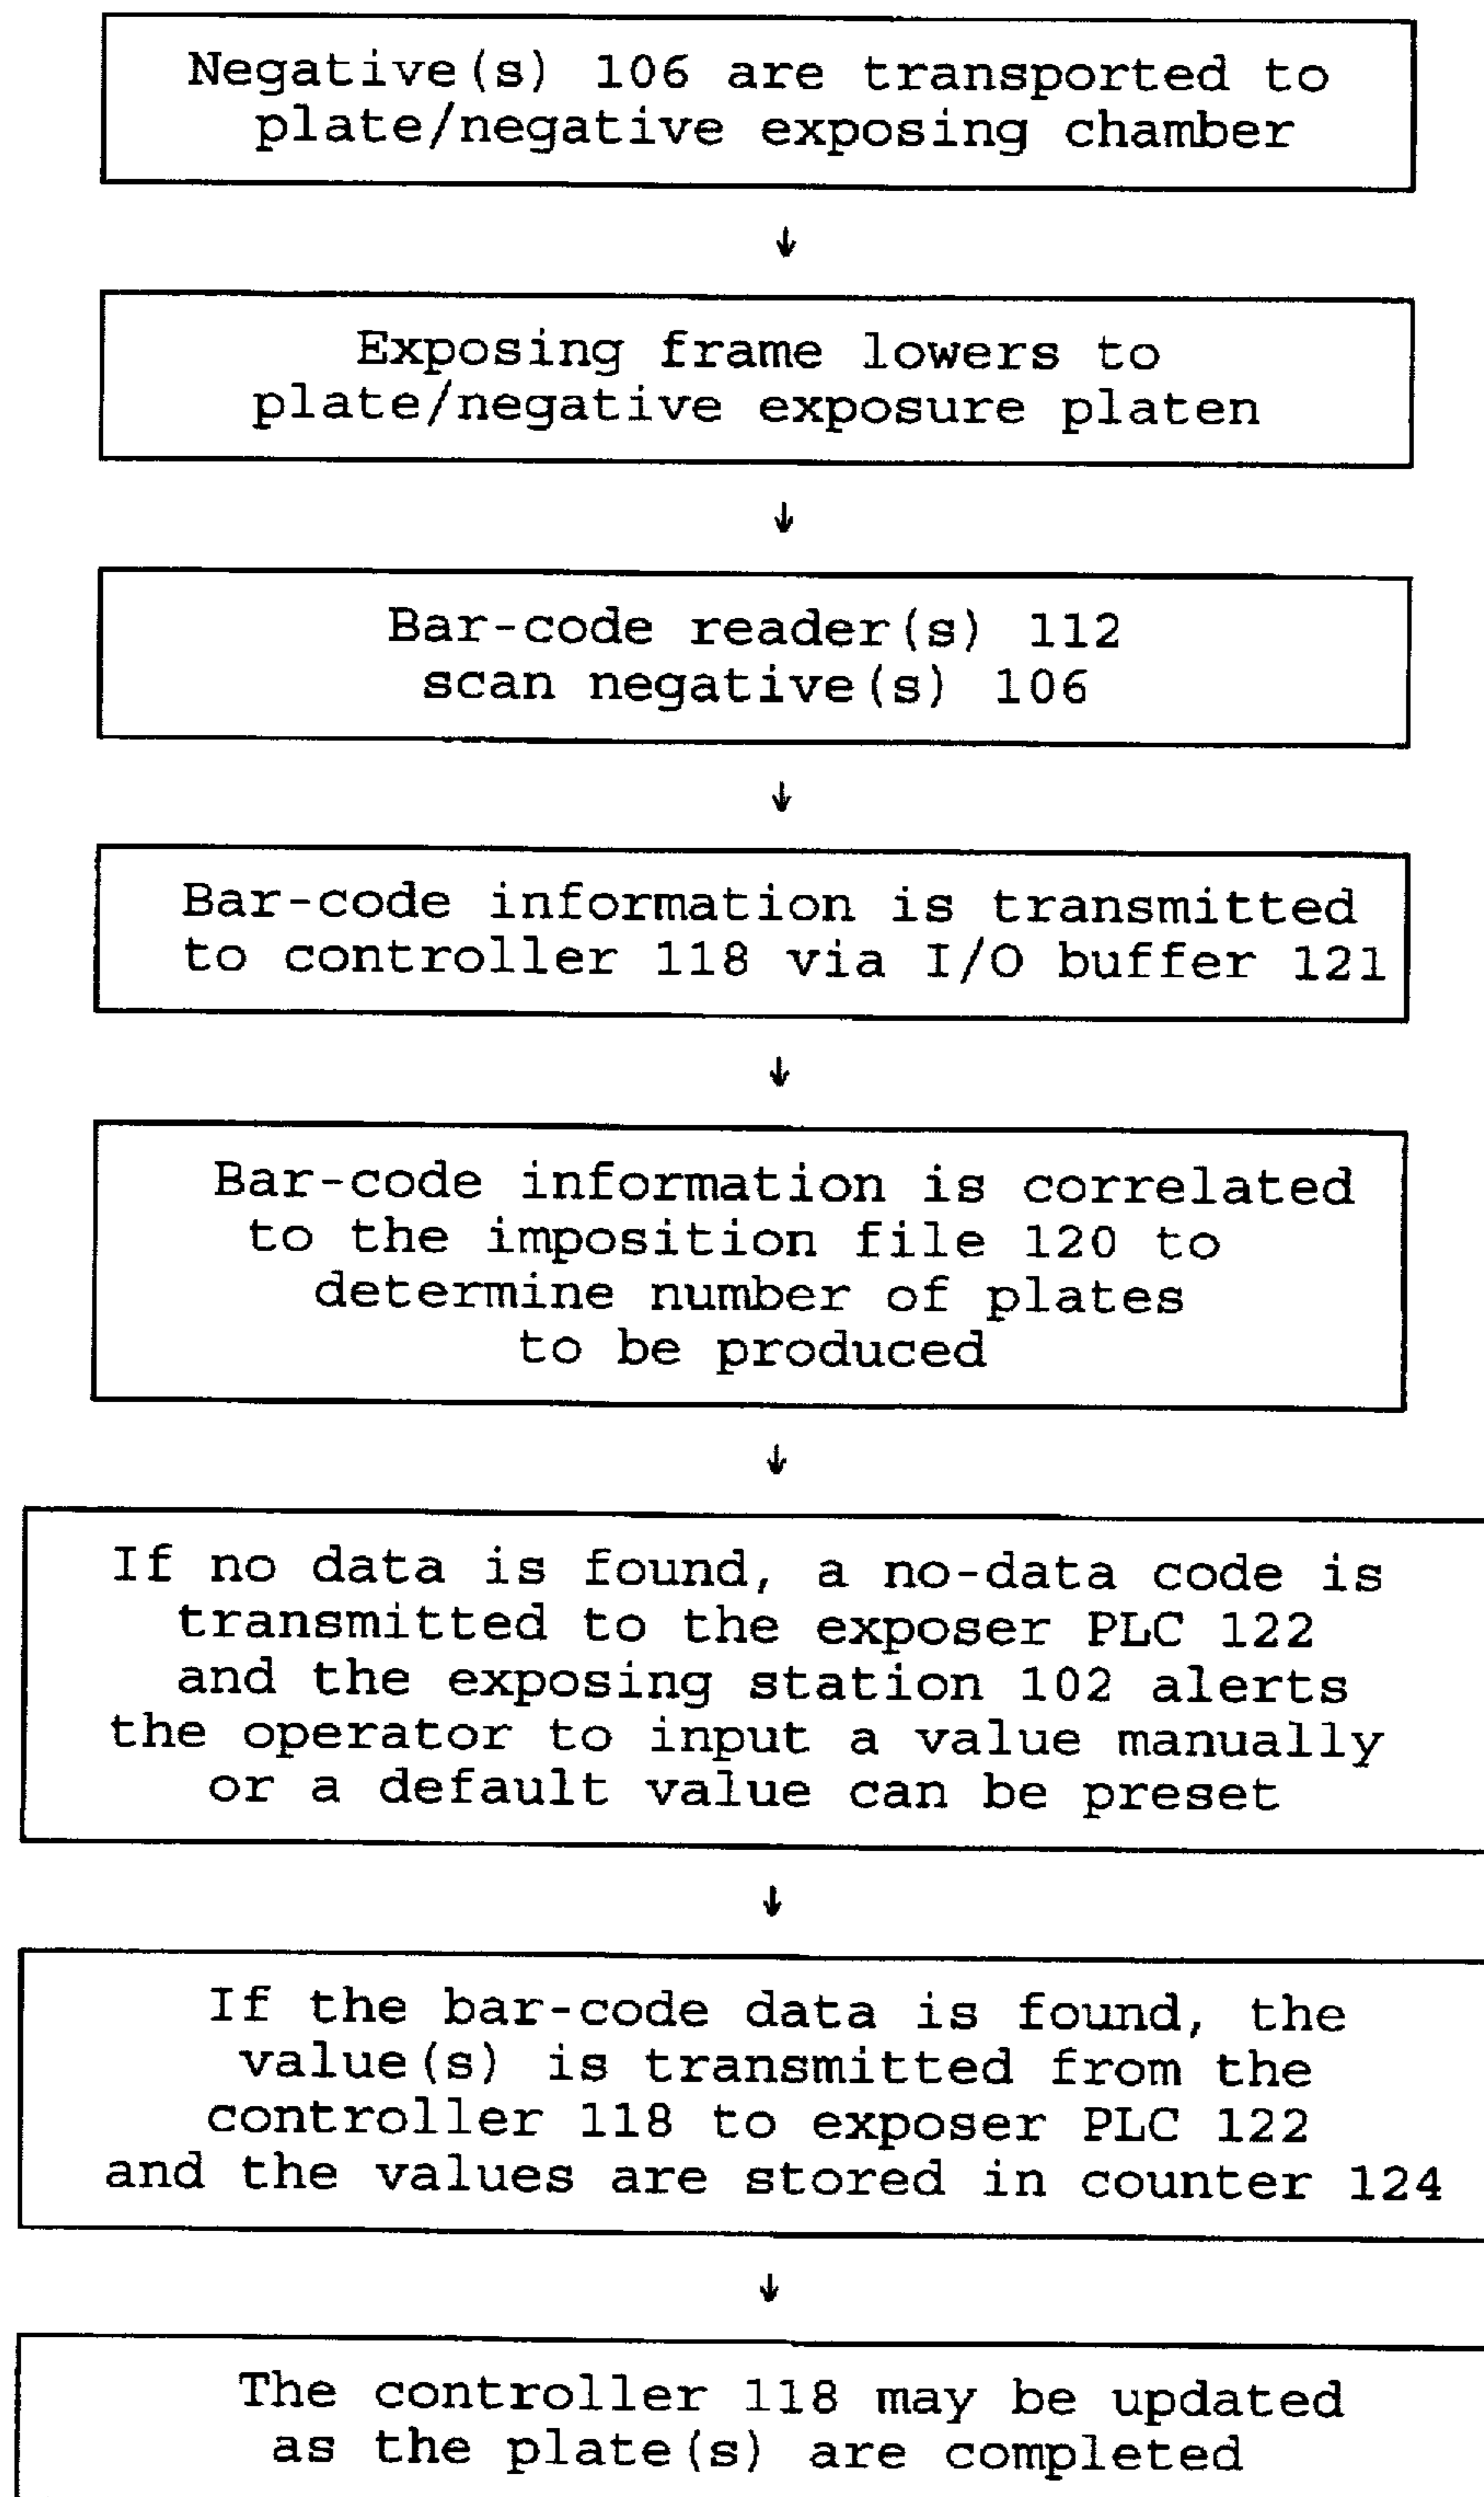 Negative(s) 106 are transported to
plate/negative exposing chamber
Exposing frame lowers to
plate/negative exposure platen
Bar-code reader(s) 112
scan negative(s) 106
Bar-code information is transmitted
to controller 118 via I/O buffer 121
Bar-code information is correlated
to the imposition file 120 to
determine number of plates
to be produced
If no data is found, a no-data code is
transmitted to the exposer PLC 122
and the exposing station 102 alerts
the operator to input a value manually
or a default value can be preset
If the bar-code data is found, the
value(s) is transmitted from the
controller 118 to exposer PLC 122
and the values are stored in counter 124
The controller 118 may be updated
as the plate(s) are completed